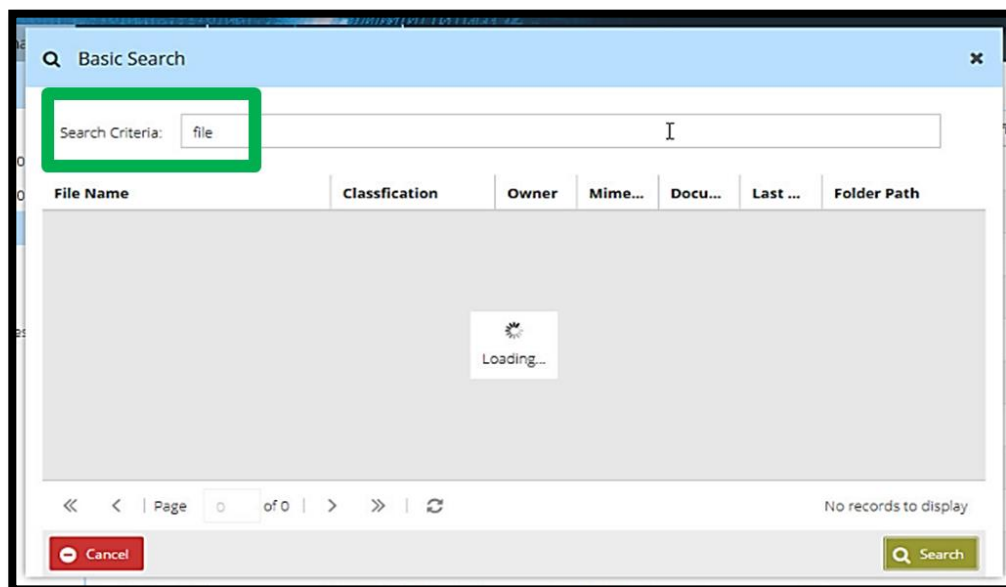 Basic Search
Search Criteria: file
File Name Classfication Owner Mime... Docu... Last ... Folder Path
Loading...
Page 0 of 0 No records to display
Cancel Search